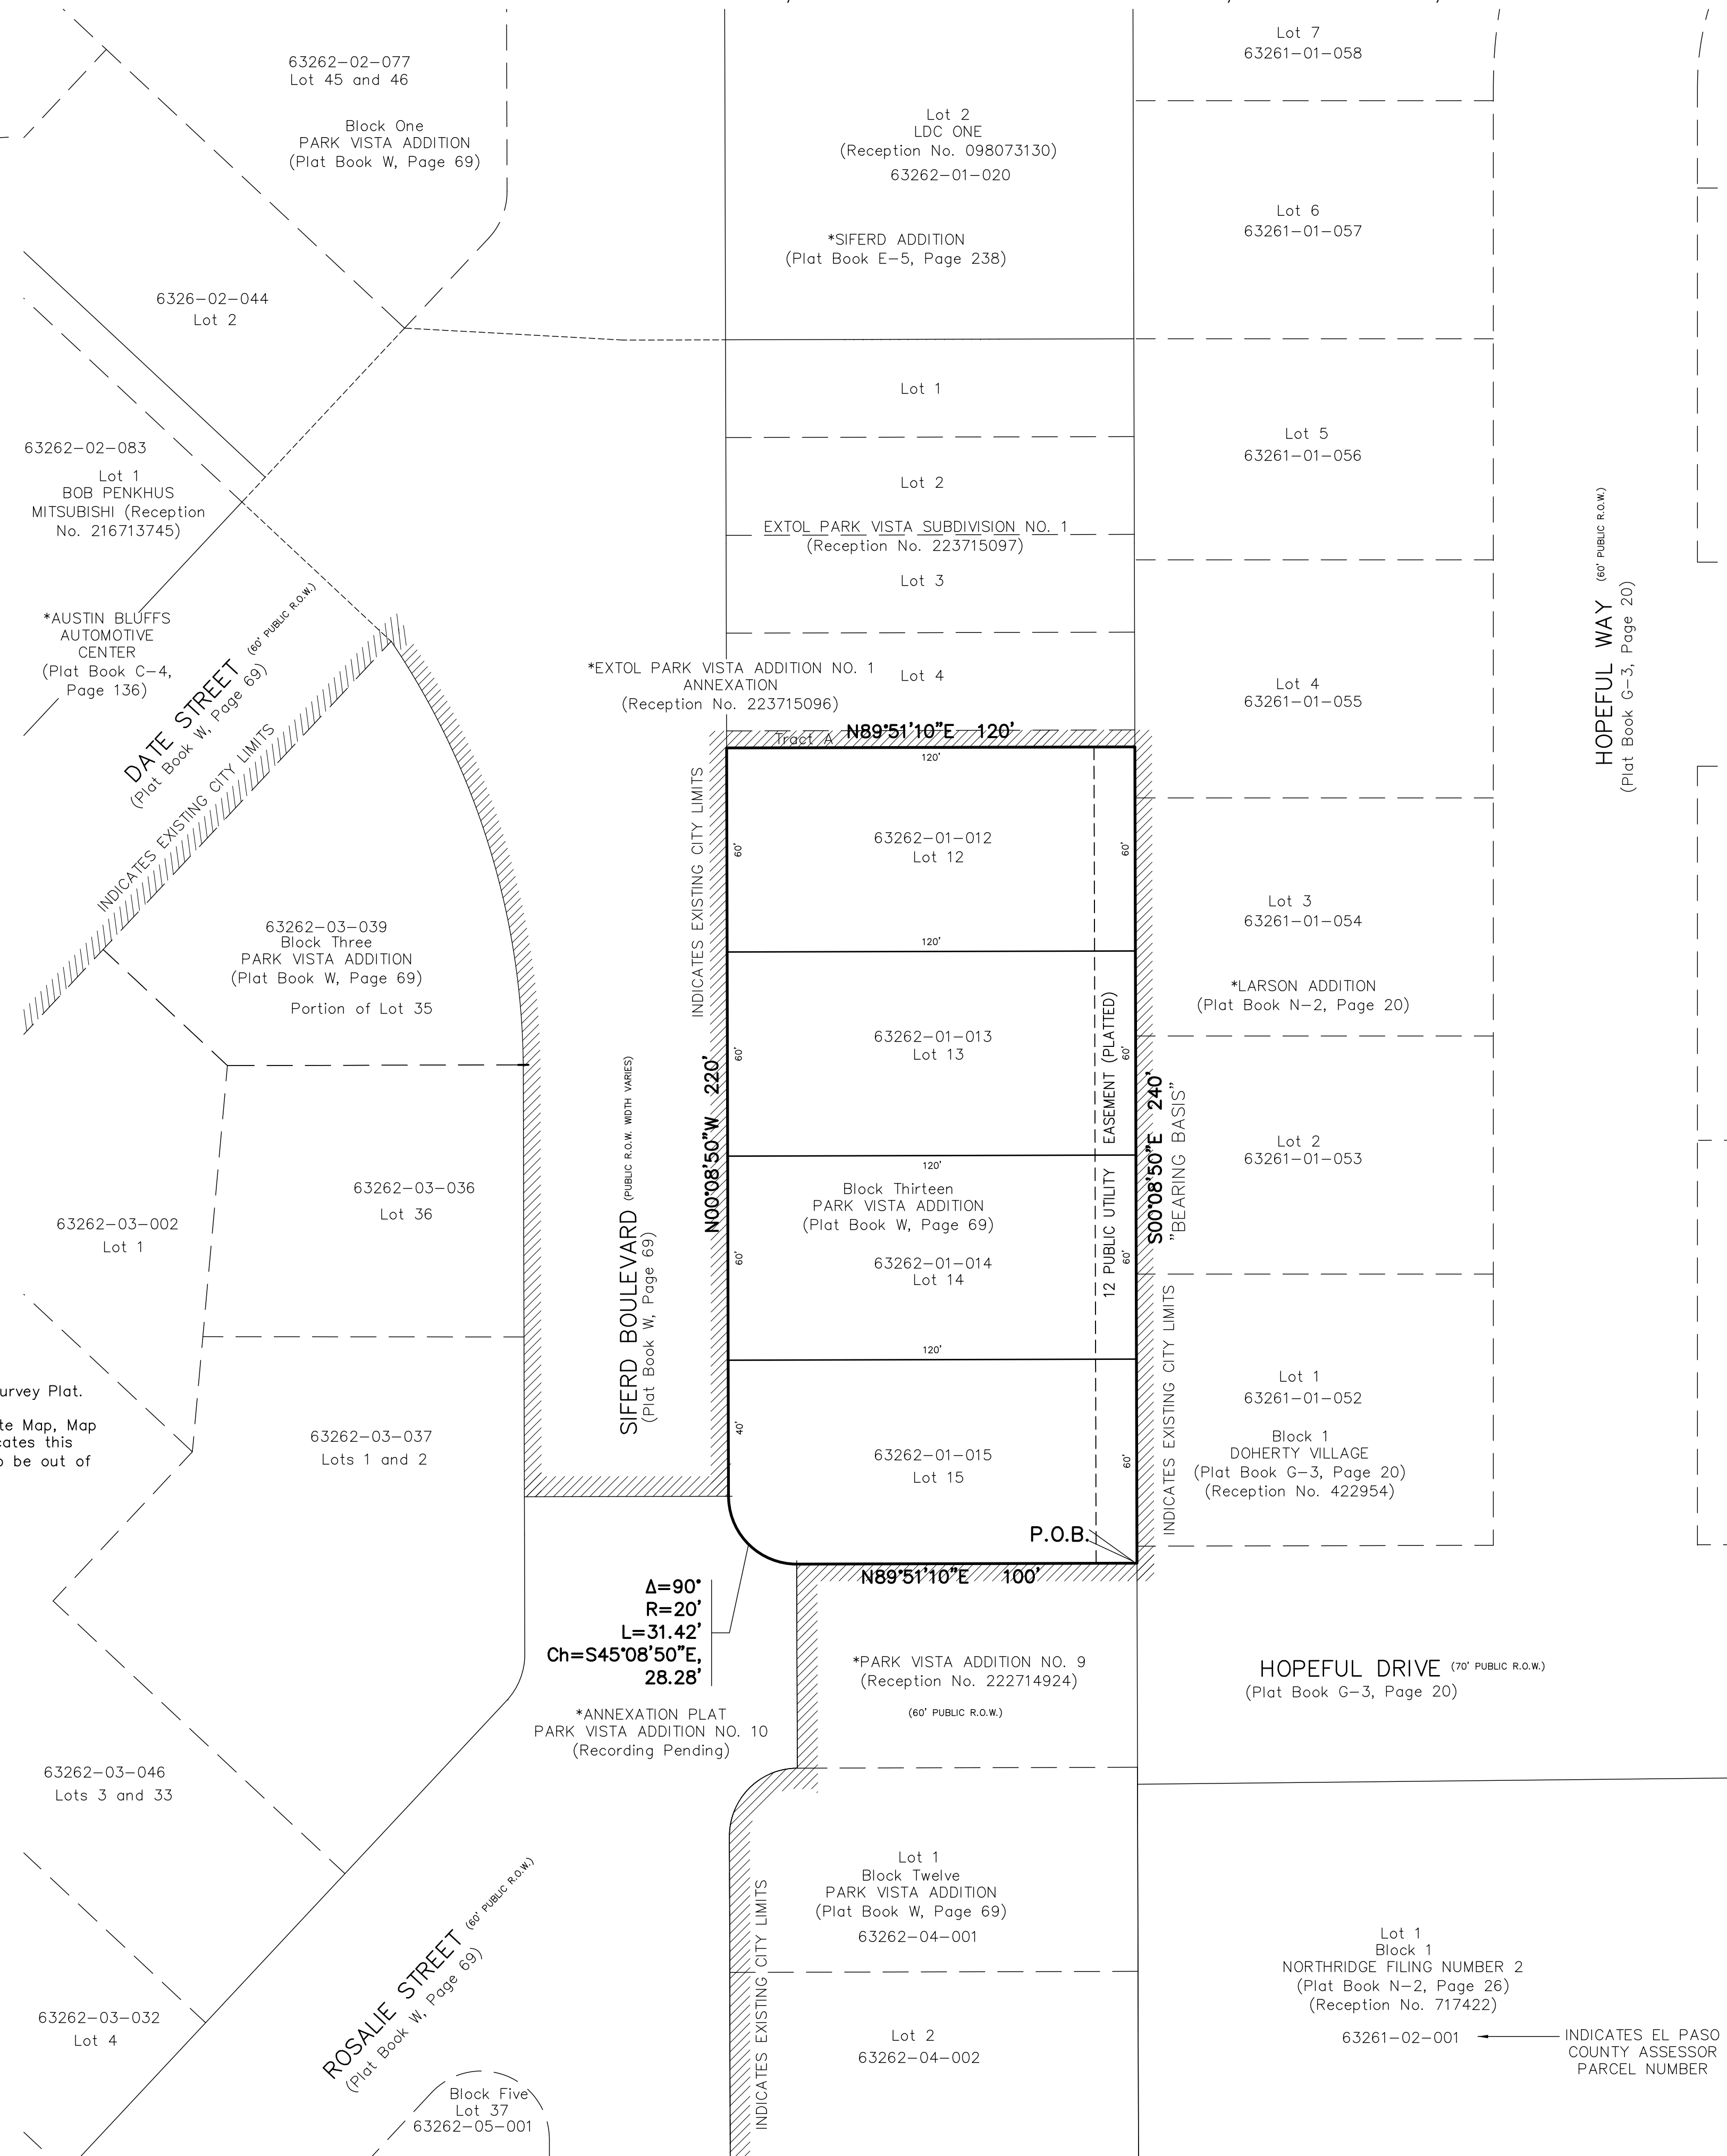 63262-02-077
Lot 45 and 46
Block One
PARK VISTA ADDITION
(Plat Book W, Page 69)
Lot 2
LDC ONE
(Reception No. 098073130)
63262-01-020
*SIFERD ADDITION
(Plat Book E-5, Page 238)
Lot 7
63261-01-058
Lot 6
63261-01-057
6326-02-044
Lot 2
63262-02-083
Lot 1
BOB PENKHUS
MITSUBISHI (Reception
No. 216713745)
*AUSTIN BLUFFS
AUTOMOTIVE
CENTER
(Plat Book C-4,
Page 136)
DATE STREET (60' PUBLIC R.O.W.)
(Plat Book W, Page 69)
INDICATES EXISTING CITY LIMITS
Lot 1
Lot 2
EXTOL PARK VISTA SUBDIVISION NO. 1
(Reception No. 223715097)
Lot 3
*EXTOL PARK VISTA ADDITION NO. 1
ANNEXATION
(Reception No. 223715096)
Lot 4
Tract A
N89°51'10"E 120'
Lot 5
63261-01-056
Lot 4
63261-01-055
HOPEFUL WAY (60' PUBLIC R.O.W.)
(Plat Book G-3, Page 20)
120'
60'
63262-01-012
Lot 12
60'
INDICATES EXISTING CITY LIMITS
Lot 3
63261-01-054
*LARSON ADDITION
(Plat Book N-2, Page 20)
63262-03-039
Block Three
PARK VISTA ADDITION
(Plat Book W, Page 69)
Portion of Lot 35
120'
60'
63262-01-013
Lot 13
60'
12 PUBLIC UTILITY EASEMENT (PLATTED)
N00°08'50"W 220'
S00°08'50"E 240'
"BEARING BASIS"
Lot 2
63261-01-053
63262-03-036
Lot 36
63262-03-002
Lot 1
SIFERD BOULEVARD (PUBLIC R.O.W. WIDTH VARIES)
(Plat Book W, Page 69)
120'
Block Thirteen
PARK VISTA ADDITION
(Plat Book W, Page 69)
60'
63262-01-014
Lot 14
60'
120'
INDICATES EXISTING CITY LIMITS
Lot 1
63261-01-052
Block 1
DOHERTY VILLAGE
(Plat Book G-3, Page 20)
(Reception No. 422954)
urvey Plat.
te Map, Map
cates this
o be out of
63262-03-037
Lots 1 and 2
40'
63262-01-015
Lot 15
60'
P.O.B.
N89°51'10"E 100'
Δ=90°
R=20'
L=31.42'
Ch=S45°08'50"E,
28.28'
*ANNEXATION PLAT
PARK VISTA ADDITION NO. 10
(Recording Pending)
*PARK VISTA ADDITION NO. 9
(Reception No. 222714924)
(60' PUBLIC R.O.W.)
HOPEFUL DRIVE (70' PUBLIC R.O.W.)
(Plat Book G-3, Page 20)
63262-03-046
Lots 3 and 33
ROSALIE STREET (60' PUBLIC R.O.W.)
(Plat Book W, Page 69)
63262-03-032
Lot 4
Block Five
Lot 37
63262-05-001
INDICATES EXISTING CITY LIMITS
Lot 1
Block Twelve
PARK VISTA ADDITION
(Plat Book W, Page 69)
63262-04-001
Lot 2
63262-04-002
Lot 1
Block 1
NORTHRIDGE FILING NUMBER 2
(Plat Book N-2, Page 26)
(Reception No. 717422)
63261-02-001
INDICATES EL PASO
COUNTY ASSESSOR
PARCEL NUMBER